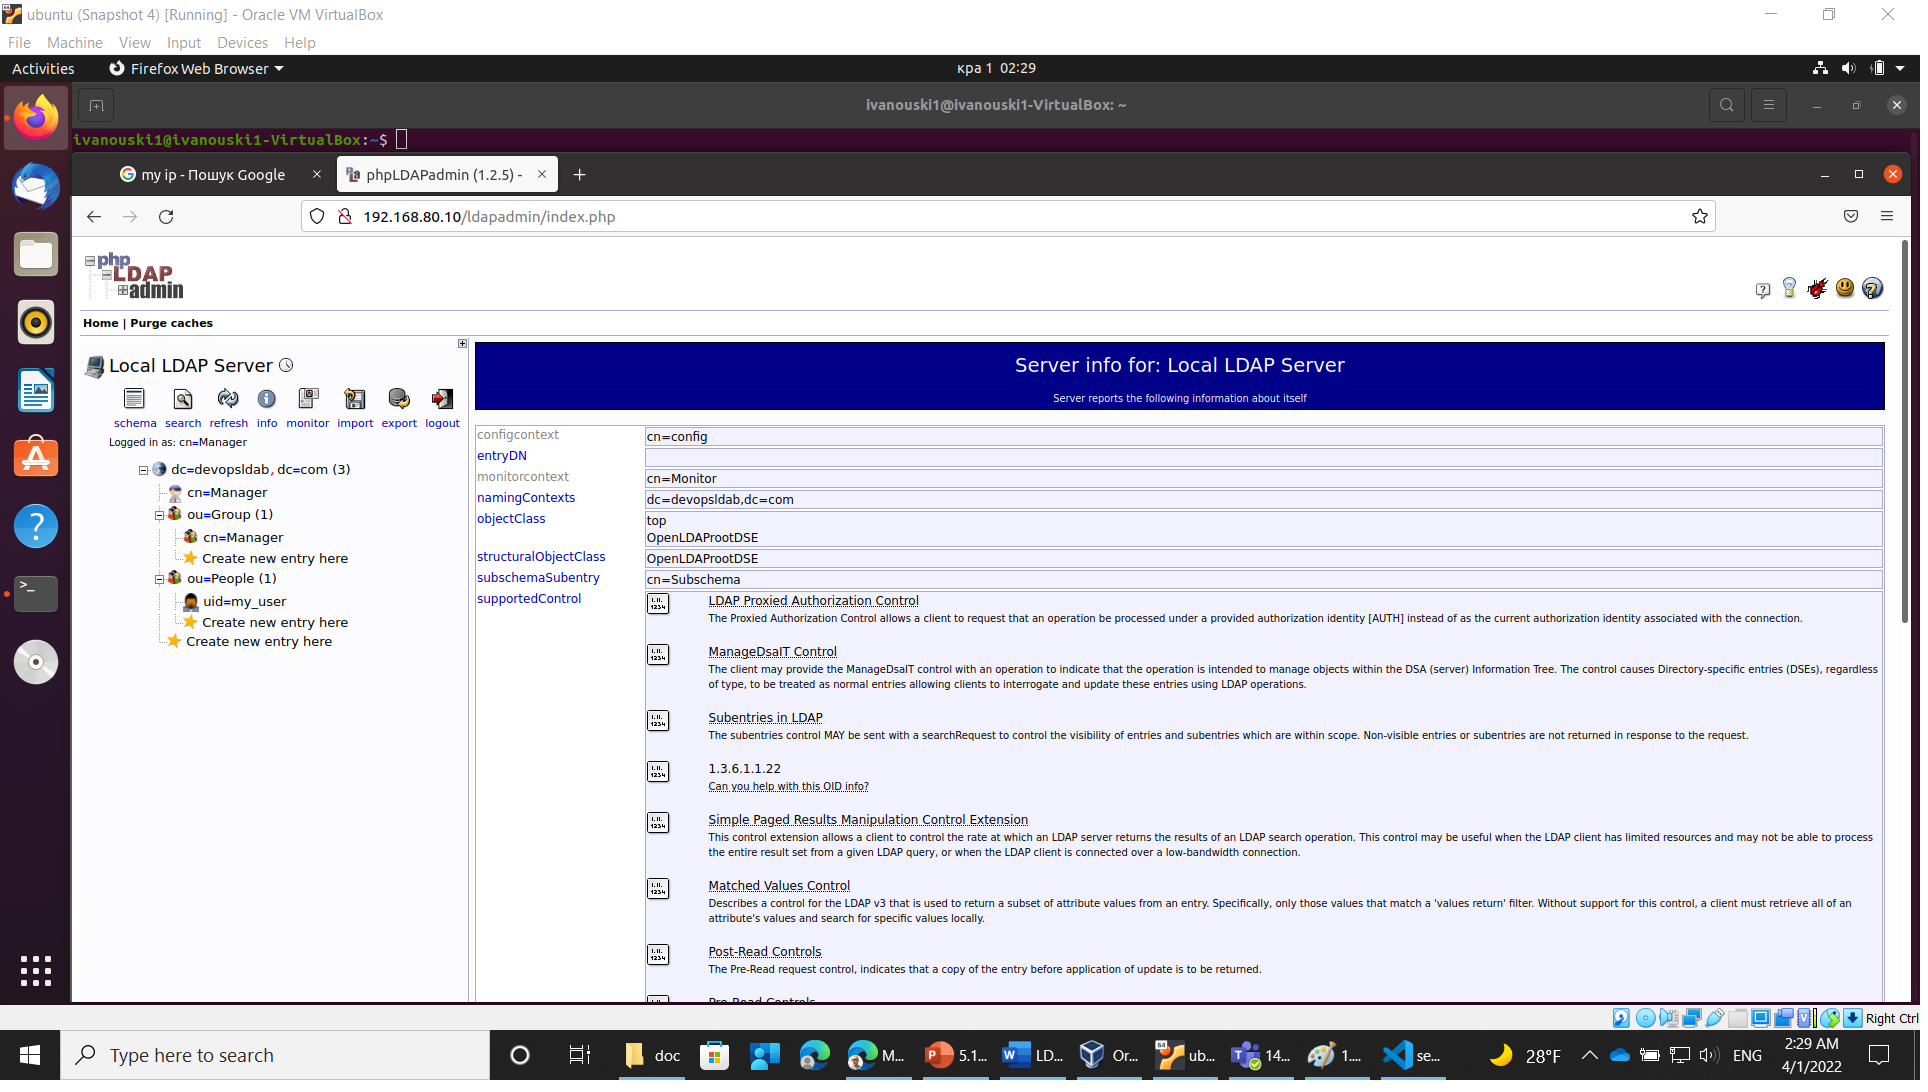 ubuntu (Snapshot 4) [Running] - Oracle VM VirtualBox
File Machine View Input Devices Help
Activities Firefox Web Browser кра 1 02:29
ivanouski1@ivanouski1-VirtualBox: ~
ivanouski1@ivanouski1-VirtualBox:~$
my ip - Пошук Google
phpLDAPadmin (1.2.5) -
192.168.80.10/ldapadmin/index.php
php
LDAP
admin
Home | Purge caches
Local LDAP Server
schema search refresh info monitor import export logout
Logged in as: cn=Manager
dc=devopsldab,dc=com (3)
cn=Manager
ou=Group (1)
cn=Manager
Create new entry here
ou=People (1)
uid=my_user
Create new entry here
Create new entry here
Server info for: Local LDAP Server
Server reports the following information about itself
configcontext cn=config
entryDN
monitorcontext cn=Monitor
namingContexts dc=devopsldab,dc=com
objectClass top
OpenLDAProotDSE
structuralObjectClass OpenLDAProotDSE
subschemaSubentry cn=Subschema
supportedControl
LDAP Proxied Authorization Control
The Proxied Authorization Control allows a client to request that an operation be processed under a provided authorization identity [AUTH] instead of as the current authorization identity associated with the connection.
ManageDsaIT Control
The client may provide the ManageDsaIT control with an operation to indicate that the operation is intended to manage objects within the DSA (server) Information Tree. The control causes Directory-specific entries (DSEs), regardless
of type, to be treated as normal entries allowing clients to interrogate and update these entries using LDAP operations.
Subentries in LDAP
The subentries control MAY be sent with a searchRequest to control the visibility of entries and subentries which are within scope. Non-visible entries or subentries are not returned in response to the request.
1.3.6.1.1.22
Can you help with this OID info?
Simple Paged Results Manipulation Control Extension
This control extension allows a client to control the rate at which an LDAP server returns the results of an LDAP search operation. This control may be useful when the LDAP client has limited resources and may not be able to process
the entire result set from a given LDAP query, or when the LDAP client is connected over a low-bandwidth connection.
Matched Values Control
Describes a control for the LDAP v3 that is used to return a subset of attribute values from an entry. Specifically, only those values that match a 'values return' filter. Without support for this control, a client must retrieve all of an
attribute's values and search for specific values locally.
Post-Read Controls
The Pre-Read request control, indicates that a copy of the entry before application of update is to be returned.
Pre-Read Controls
Right Ctrl
Type here to search
doc M... 5.1... LD... Or... ub... 14... 1.... se...
28°F ENG
2:29 AM
4/1/2022